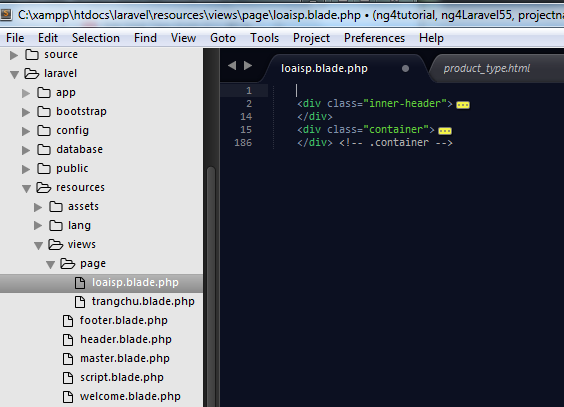 C:\xampp\htdocs\laravel\resources\views\page\loaisp.blade.php • (ng4tutorial, ng4Laravel55, projectna
File Edit Selection Find View Goto Tools Project Preferences Help
source
laravel
app
bootstrap
config
database
public
resources
assets
lang
views
page
loaisp.blade.php
trangchu.blade.php
footer.blade.php
header.blade.php
master.blade.php
script.blade.php
welcome.blade.php
loaisp.blade.php product_type.html
1
2 <div class="inner-header">
14 </div>
15 <div class="container">
186 </div> <!-- .container -->